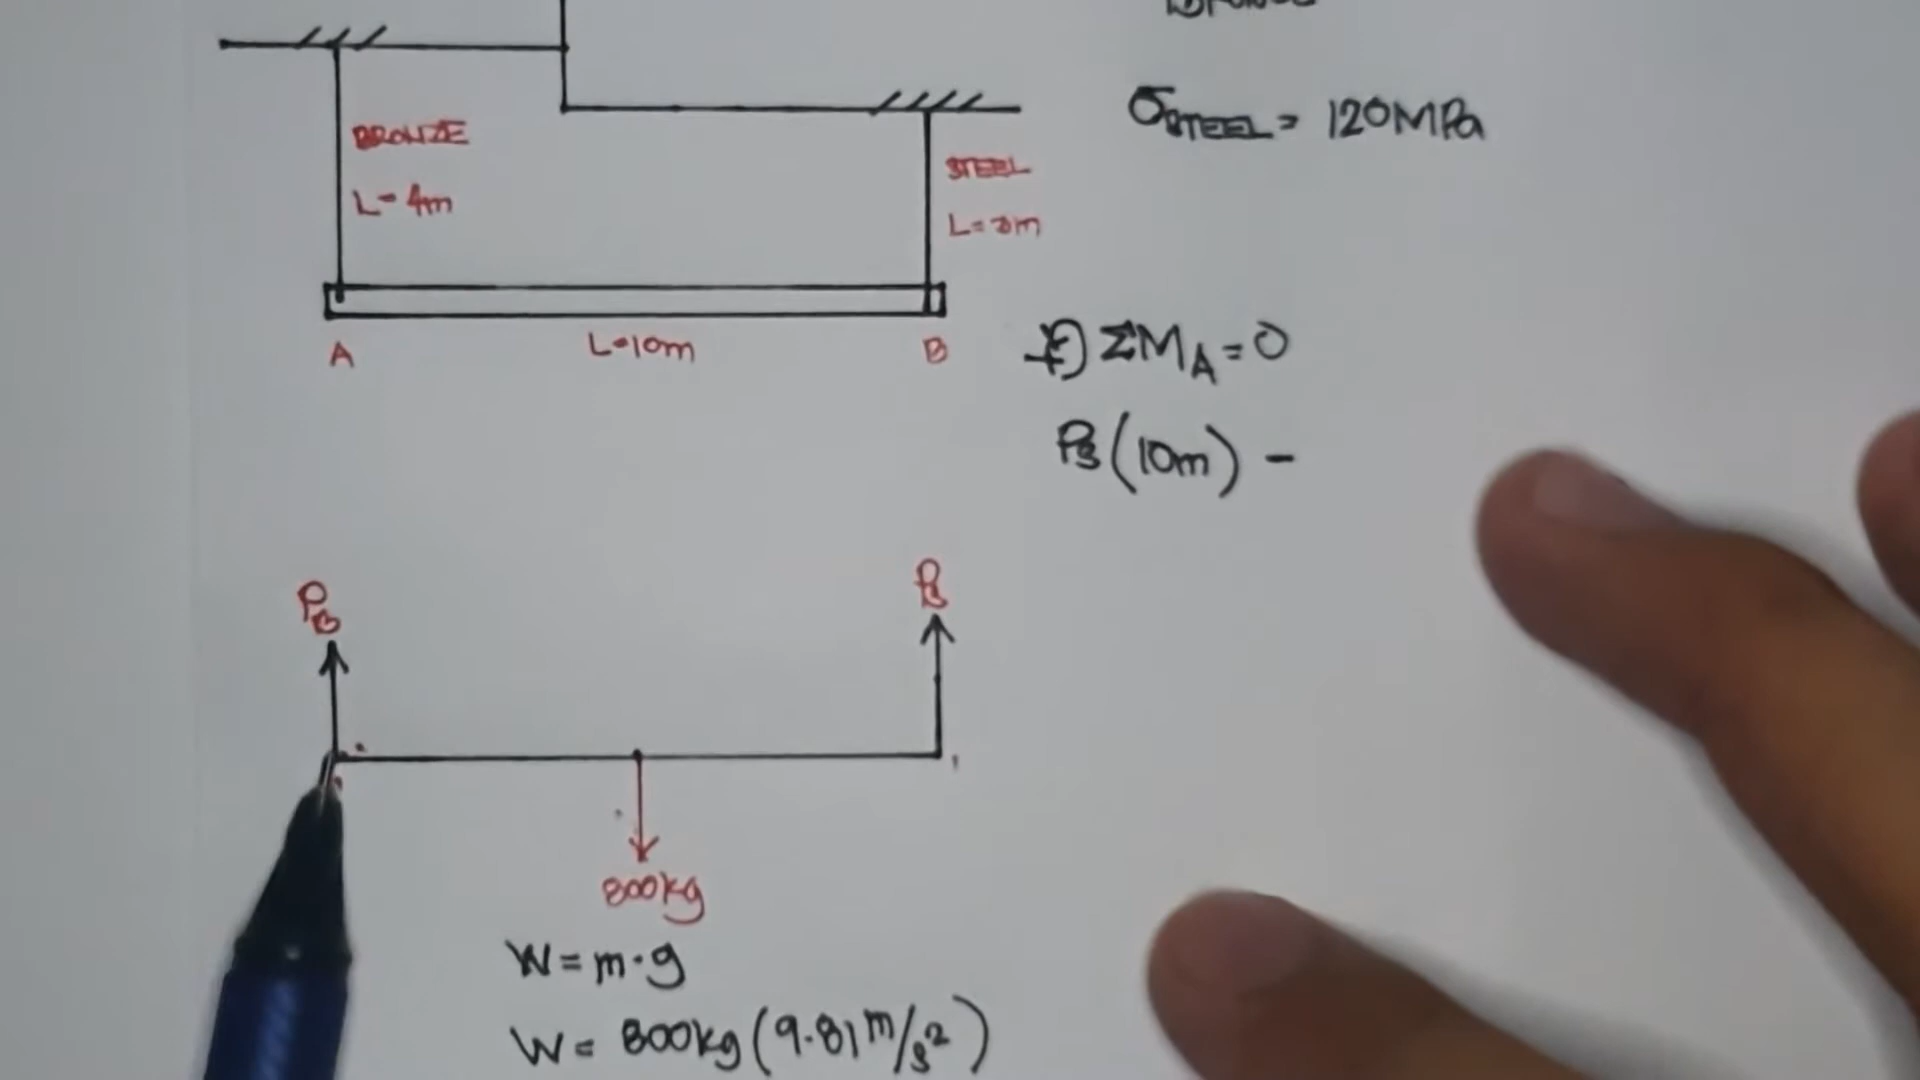 σSTEEL = 120MPa
BRONZE
L=4m
STEEL
L=3m
A
L=10m
B
+ ΣMA=0
Ps(10m) -
PB
Ps
800kg
W=m·g
W= 800kg(9.81m/s²)